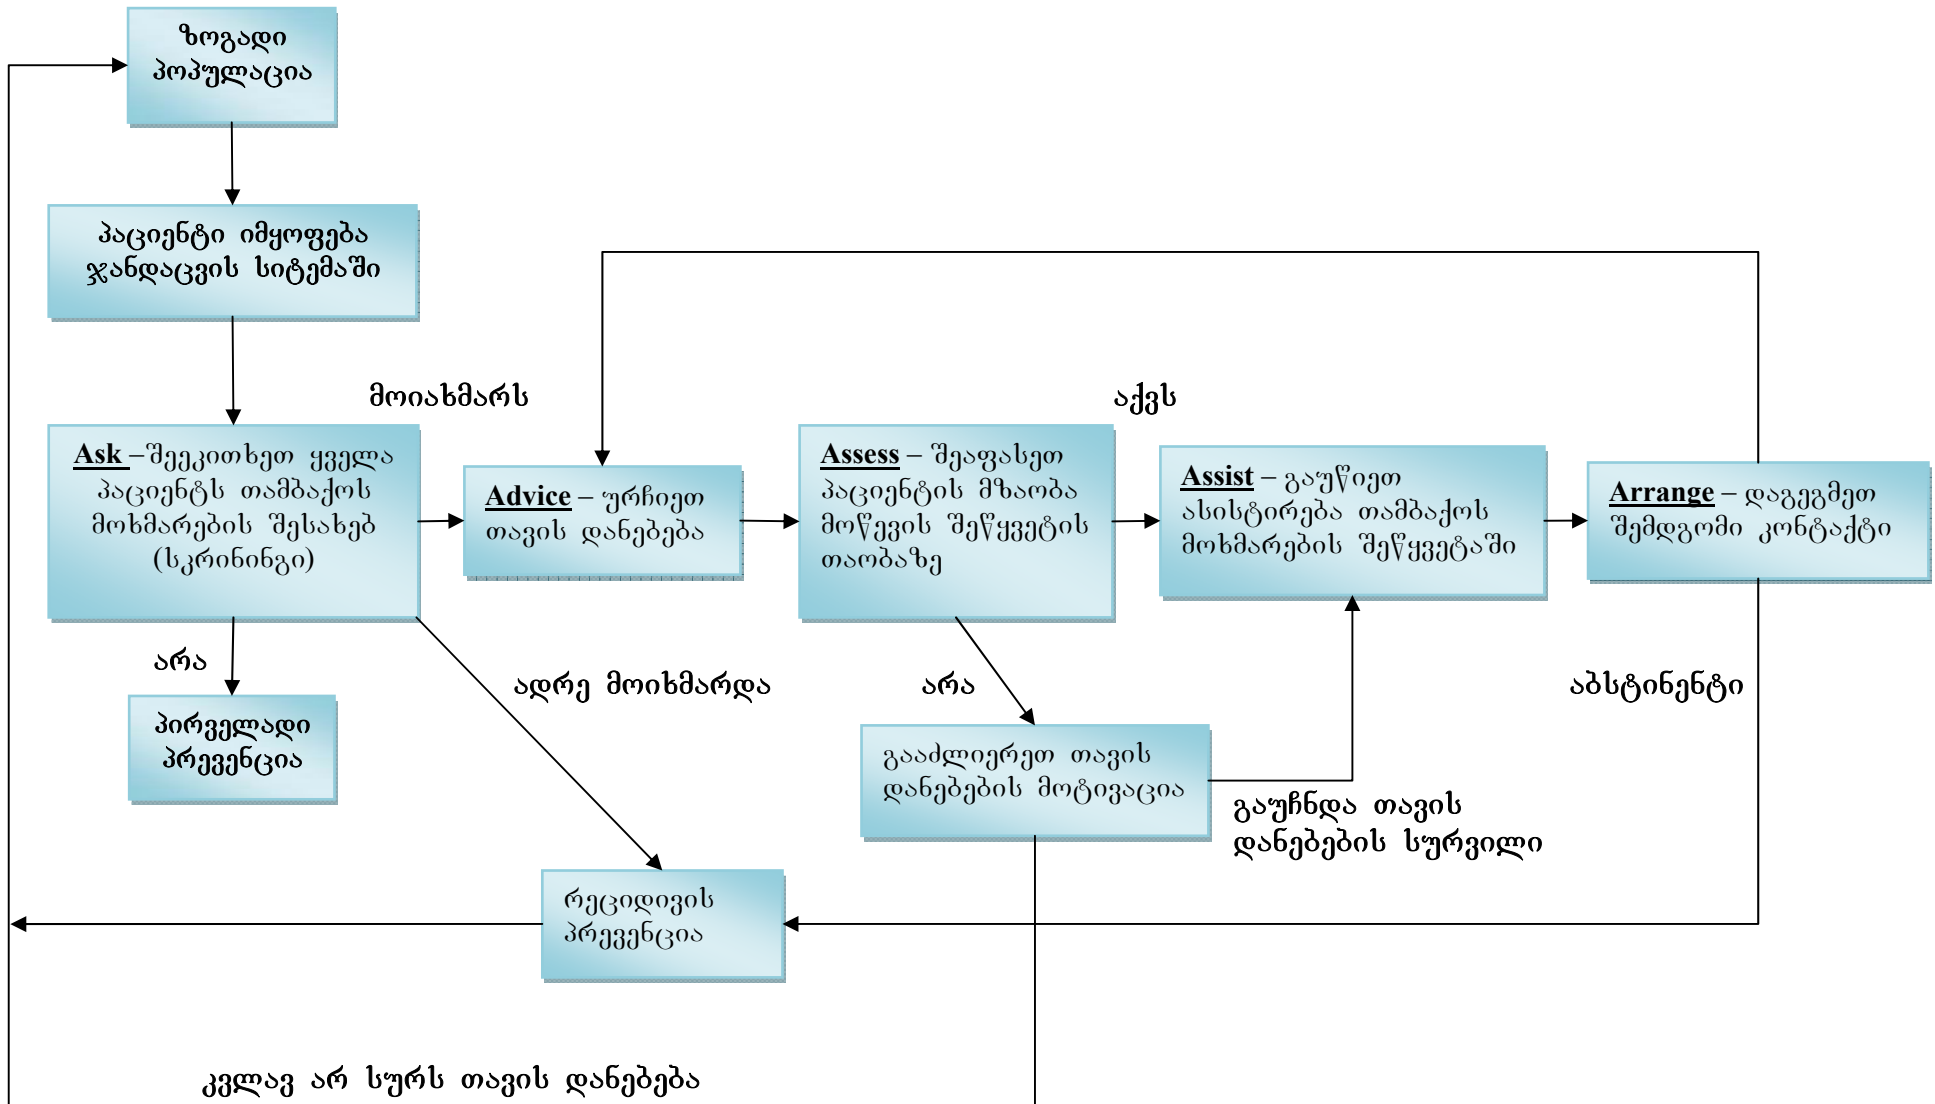 ზოგადი
პოპულაცია
პაციენტი იმყოფება
ჯანდაცვის სიტემაში
მოიახმარს
აქვს
Ask –შეეკითხეთ ყველა
პაციენტს თამბაქოს
მოხმარების შესახებ
(სკრინინგი)
Advice – ურჩიეთ
თავის დანებება
Assess – შეაფასეთ
პაციენტის მზაობა
მოწევის შეწყვეტის
თაობაზე
Assist – გაუწიეთ
ასისტირება თამბაქოს
მოხმარების შეწყვეტაში
Arrange – დაგეგმეთ
შემდგომი კონტაქტი
არა
ადრე მოიხმარდა
არა
აბსტინენტი
პირველადი
პრევენცია
გააძლიერეთ თავის
დანებების მოტივაცია
გაუჩნდა თავის
დანებების სურვილი
რეციდივის
პრევენცია
კვლავ არ სურს თავის დანებება